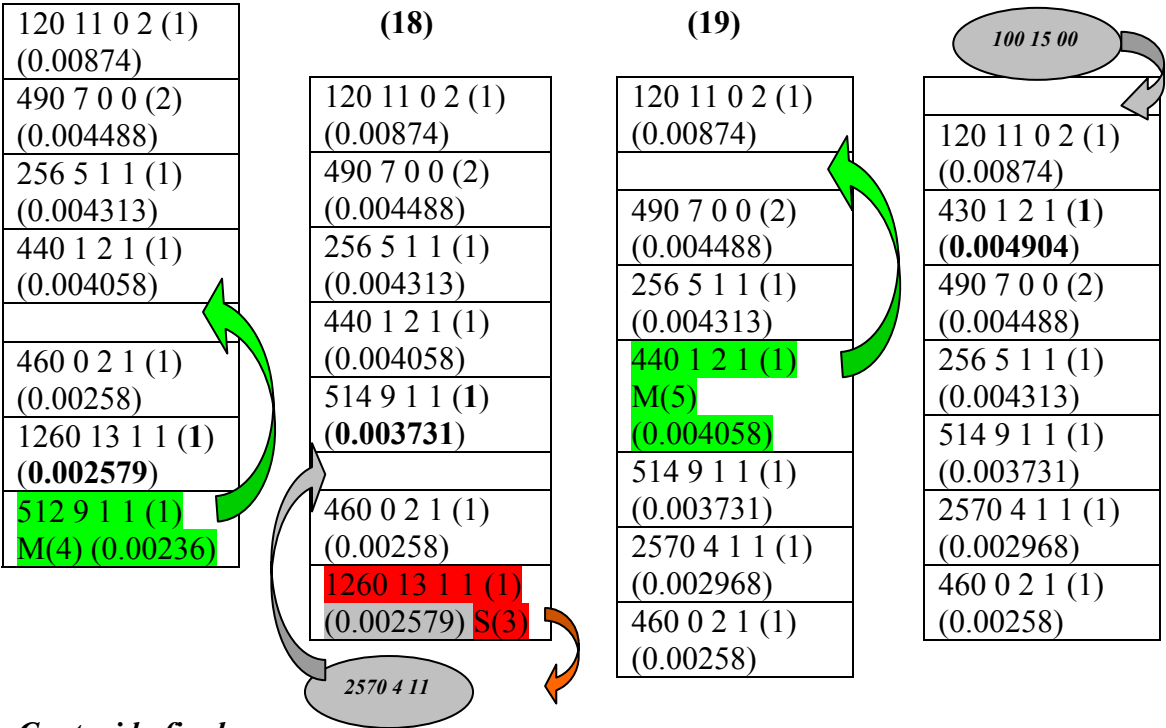 120 11 0 2 (1)
(0.00874)
490 7 0 0 (2)
(0.004488)
256 5 1 1 (1)
(0.004313)
440 1 2 1 (1)
(0.004058)
460 0 2 1 (1)
(0.00258)
1260 13 1 1 (1)
(0.002579)
512 9 1 1 (1)
M(4) (0.00236)
(18)
120 11 0 2 (1)
(0.00874)
490 7 0 0 (2)
(0.004488)
256 5 1 1 (1)
(0.004313)
440 1 2 1 (1)
(0.004058)
514 9 1 1 (1)
(0.003731)
460 0 2 1 (1)
(0.00258)
1260 13 1 1 (1)
(0.002579) S(3)
2570 4 11
(19)
120 11 0 2 (1)
(0.00874)
490 7 0 0 (2)
(0.004488)
256 5 1 1 (1)
(0.004313)
440 1 2 1 (1)
M(5)
(0.004058)
514 9 1 1 (1)
(0.003731)
2570 4 1 1 (1)
(0.002968)
460 0 2 1 (1)
(0.00258)
100 15 00
120 11 0 2 (1)
(0.00874)
430 1 2 1 (1)
(0.004904)
490 7 0 0 (2)
(0.004488)
256 5 1 1 (1)
(0.004313)
514 9 1 1 (1)
(0.003731)
2570 4 1 1 (1)
(0.002968)
460 0 2 1 (1)
(0.00258)